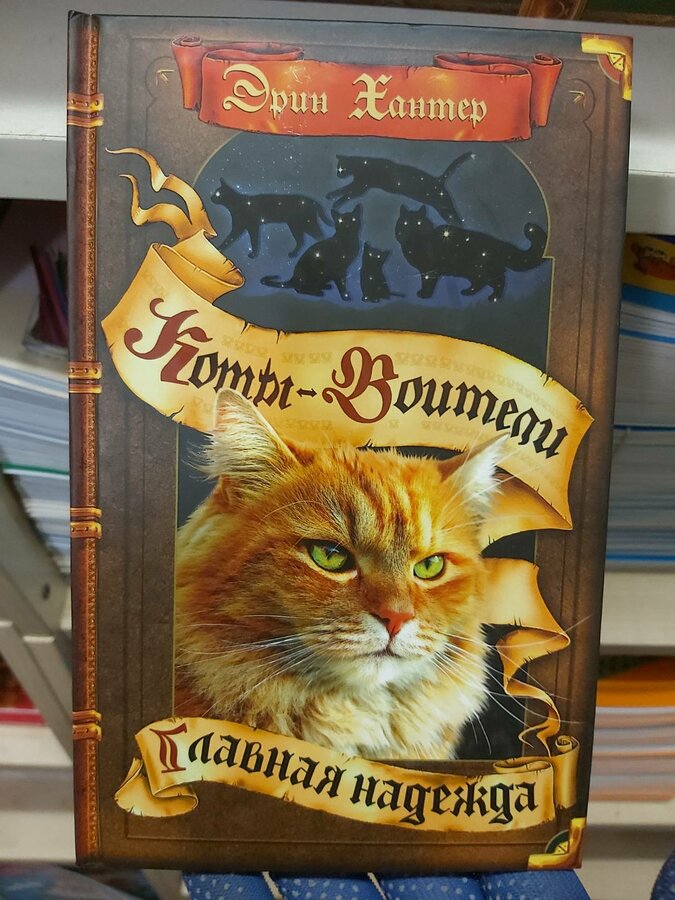 Эрин Хантер
Коты-Воители
Главная надежда